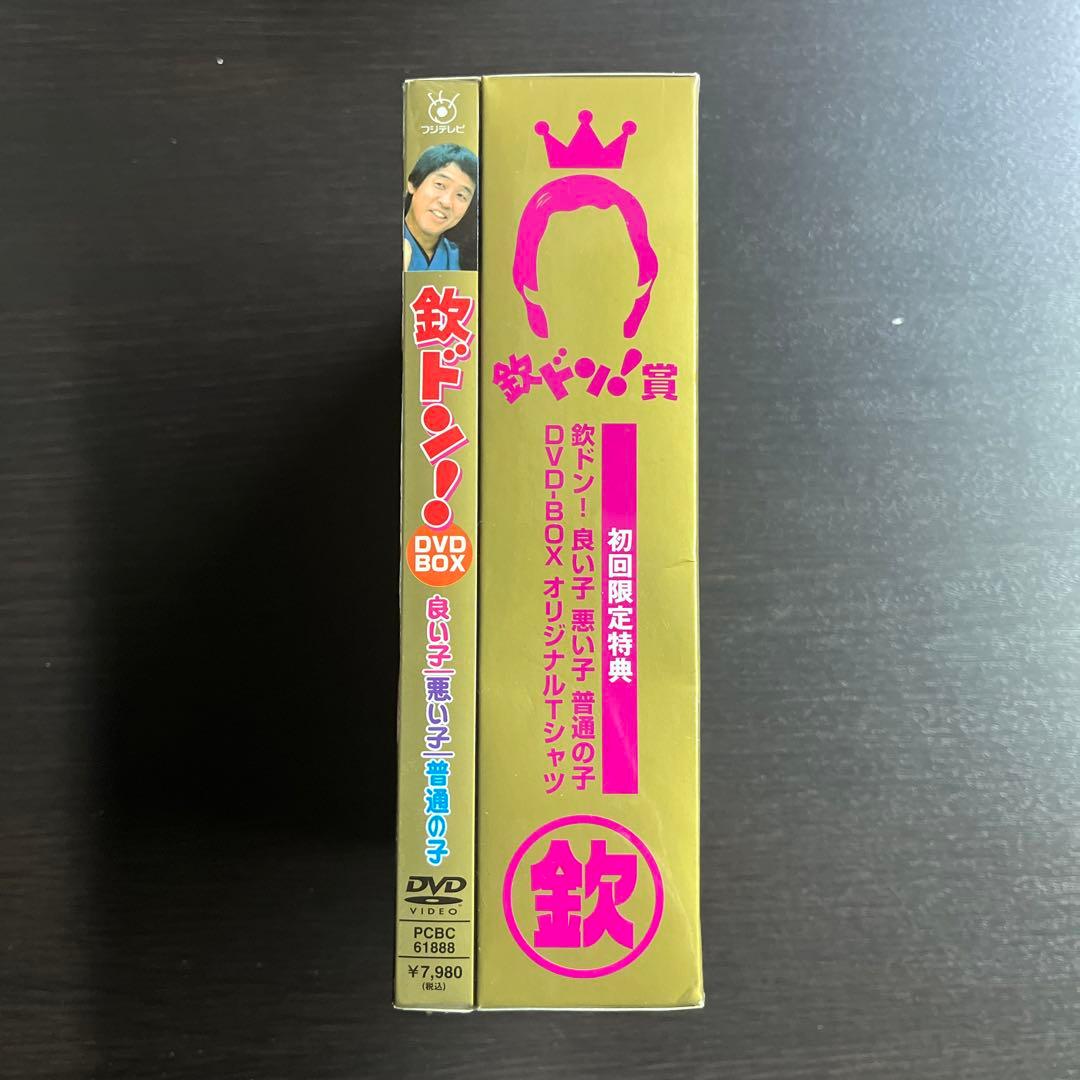 フジテレビ
欽ドン!
DVD
BOX
良い子
悪い子
普通の子
DVD
VIDEO
PCBC
61888
¥7,980
(税込)
欽ドン!賞
初回限定特典
欽ドン! 良い子 悪い子 普通の子
DVD-BOX オリジナルTシャツ
欽